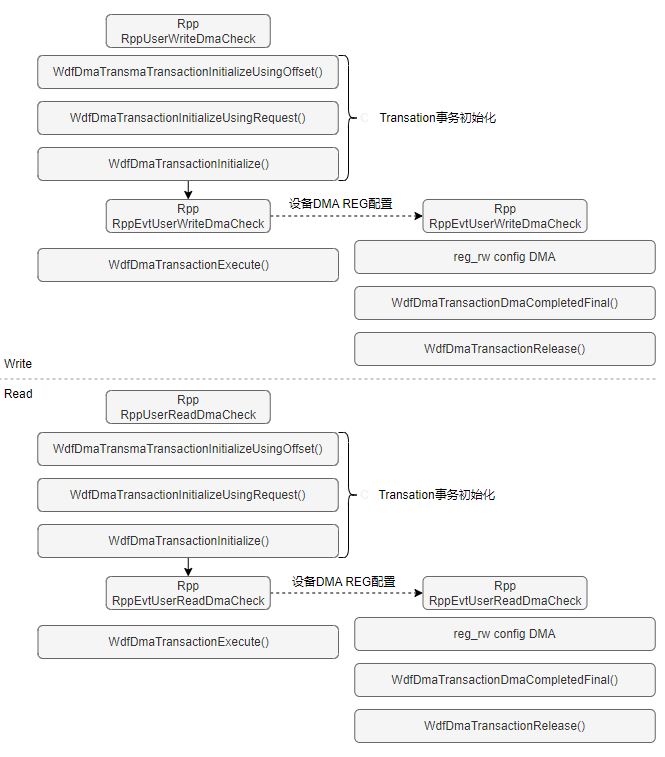 Rpp
RppUserWriteDmaCheck
WdfDmaTransmaTransactionInitializeUsingOffset()
WdfDmaTransactionInitializeUsingRequest()
Transation事务初始化
WdfDmaTransactionInitialize()
Rpp
RppEvtUserWriteDmaCheck
设备DMA REG配置
Rpp
RppEvtUserWriteDmaCheck
WdfDmaTransactionExecute()
reg_rw config DMA
WdfDmaTransactionDmaCompletedFinal()
WdfDmaTransactionRelease()
Write
Read
Rpp
RppUserReadDmaCheck
WdfDmaTransmaTransactionInitializeUsingOffset()
WdfDmaTransactionInitializeUsingRequest()
Transation事务初始化
WdfDmaTransactionInitialize()
Rpp
RppEvtUserReadDmaCheck
设备DMA REG配置
Rpp
RppEvtUserReadDmaCheck
WdfDmaTransactionExecute()
reg_rw config DMA
WdfDmaTransactionDmaCompletedFinal()
WdfDmaTransactionRelease()